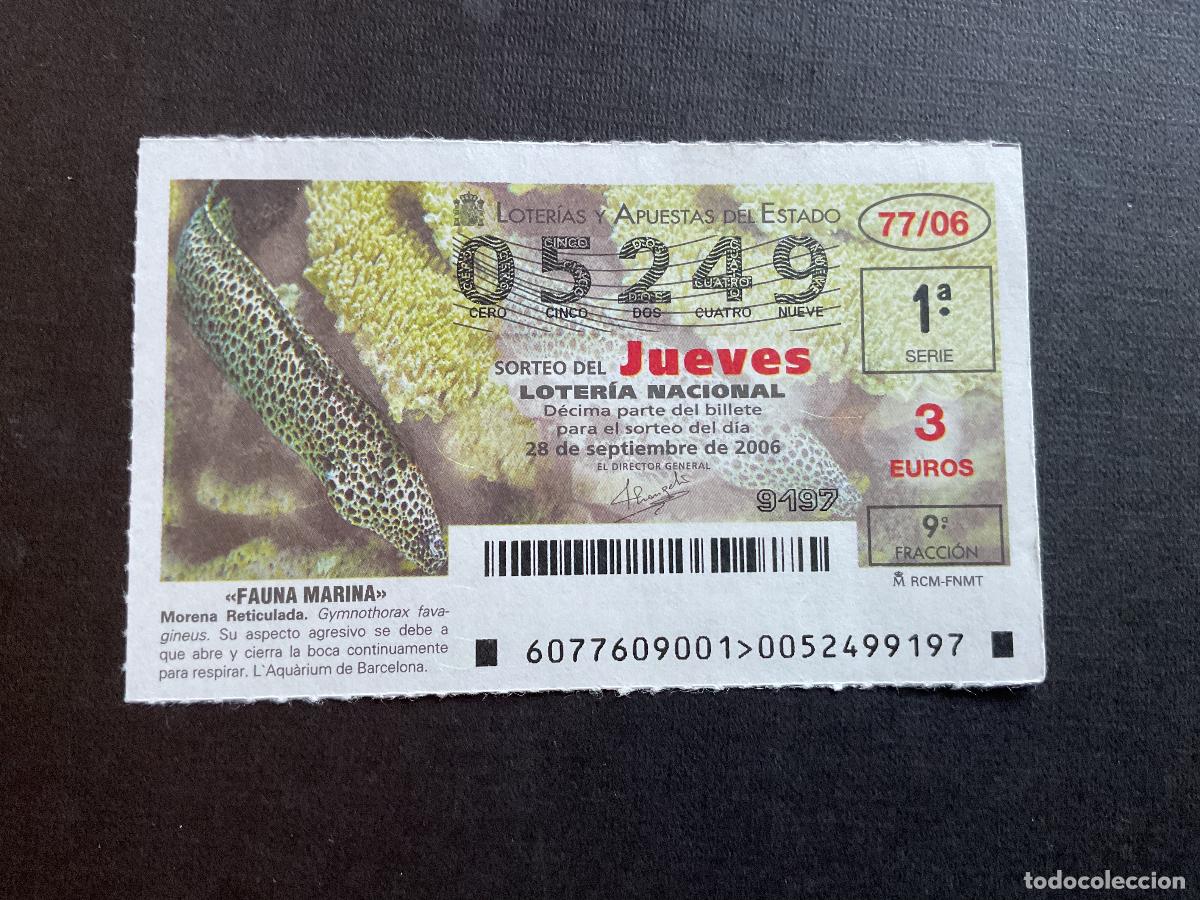 LOTERÍAS Y APUESTAS DEL ESTADO
77/06
05249
CERO CINCO DOS CUATRO NUEVE
1ª
SERIE
SORTEO DEL Jueves
LOTERÍA NACIONAL
Décima parte del billete
para el sorteo del día
28 de septiembre de 2006
EL DIRECTOR GENERAL
3
EUROS
9197
9ª
FRACCIÓN
RCM-FNMT
«FAUNA MARINA»
Morena Reticulada. Gymnothorax fava-
gineus. Su aspecto agresivo se debe a
que abre y cierra la boca continuamente
para respirar. L`Aquàrium de Barcelona.
6077609001>0052499197
todocoleccion